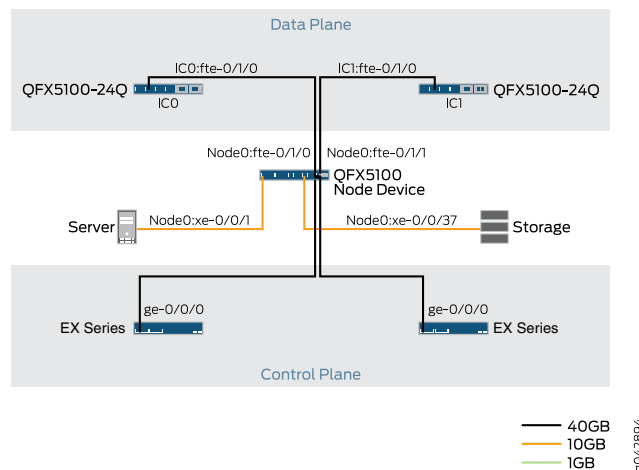 Data Plane
IC0:fte-0/1/0
IC1:fte-0/1/0
QFX5100-24Q
IC0
IC1
QFX5100-24Q
Node0:fte-0/1/0
Node0:fte-0/1/1
QFX5100
Node Device
Server
Node0:xe-0/0/1
Node0:xe-0/0/37
Storage
ge-0/0/0
ge-0/0/0
EX Series
EX Series
Control Plane
40GB
10GB
1GB
g042894